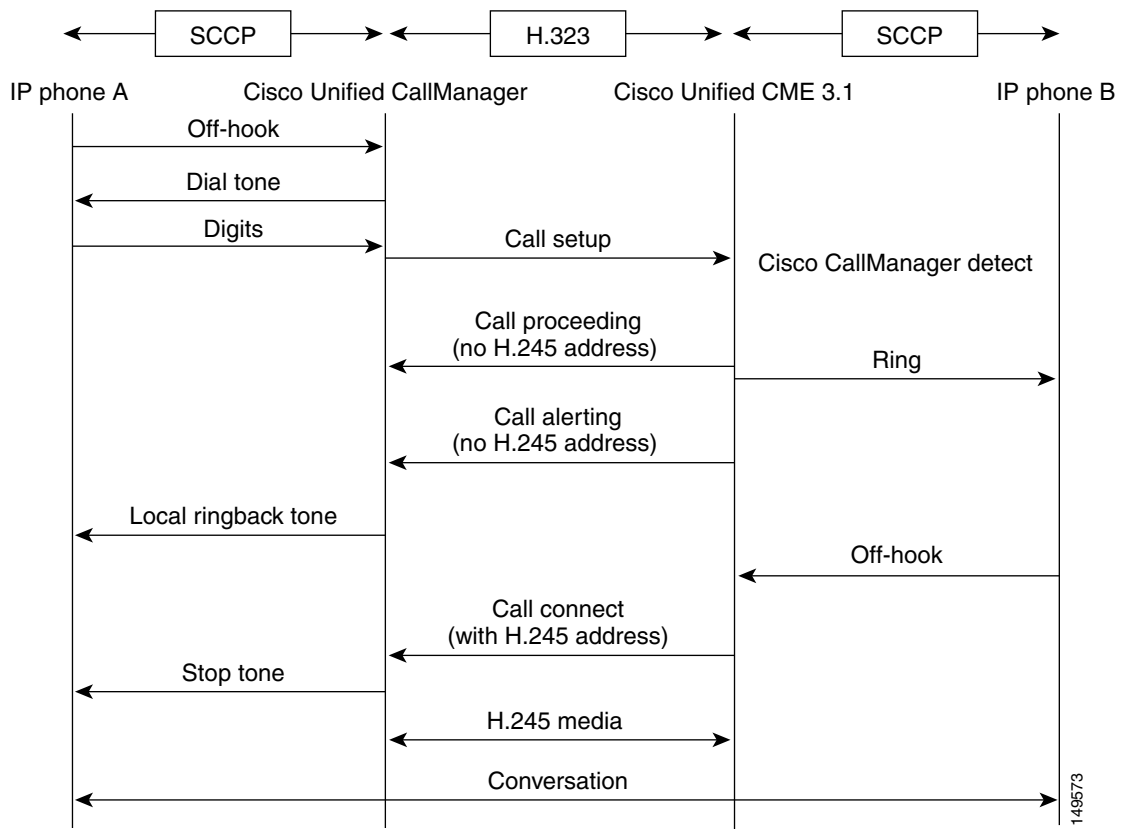 SCCP
H.323
SCCP
IP phone A
Cisco Unified CallManager
Cisco Unified CME 3.1
IP phone B
Off-hook
Dial tone
Digits
Call setup
Cisco CallManager detect
Call proceeding
(no H.245 address)
Ring
Call alerting
(no H.245 address)
Local ringback tone
Off-hook
Call connect
(with H.245 address)
Stop tone
H.245 media
Conversation
149573